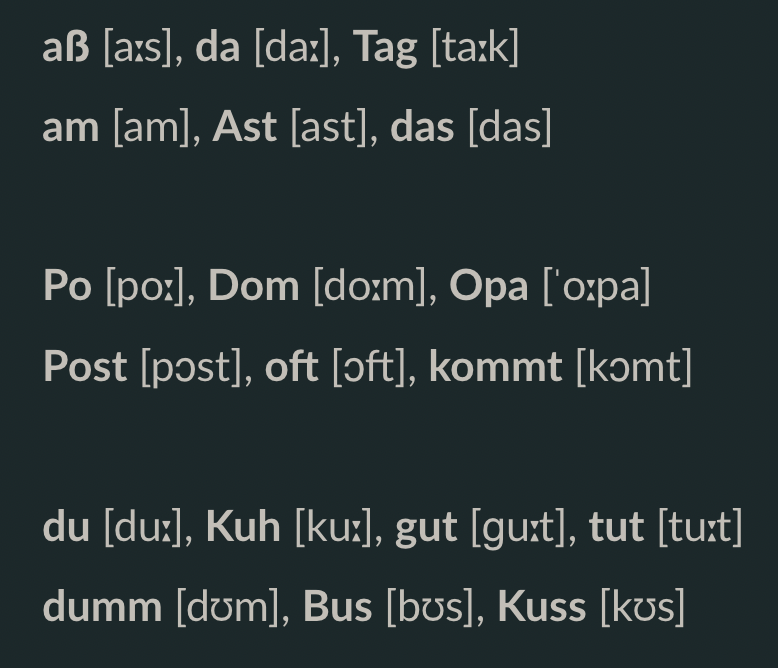 aß [aːs], da [daː], Tag [taːk]
am [am], Ast [ast], das [das]
Po [poː], Dom [doːm], Opa [ˈoːpa]
Post [pɔst], oft [ɔft], kommt [kɔmt]
du [duː], Kuh [kuː], gut [ɡuːt], tut [tuːt]
dumm [dʊm], Bus [bʊs], Kuss [kʊs]